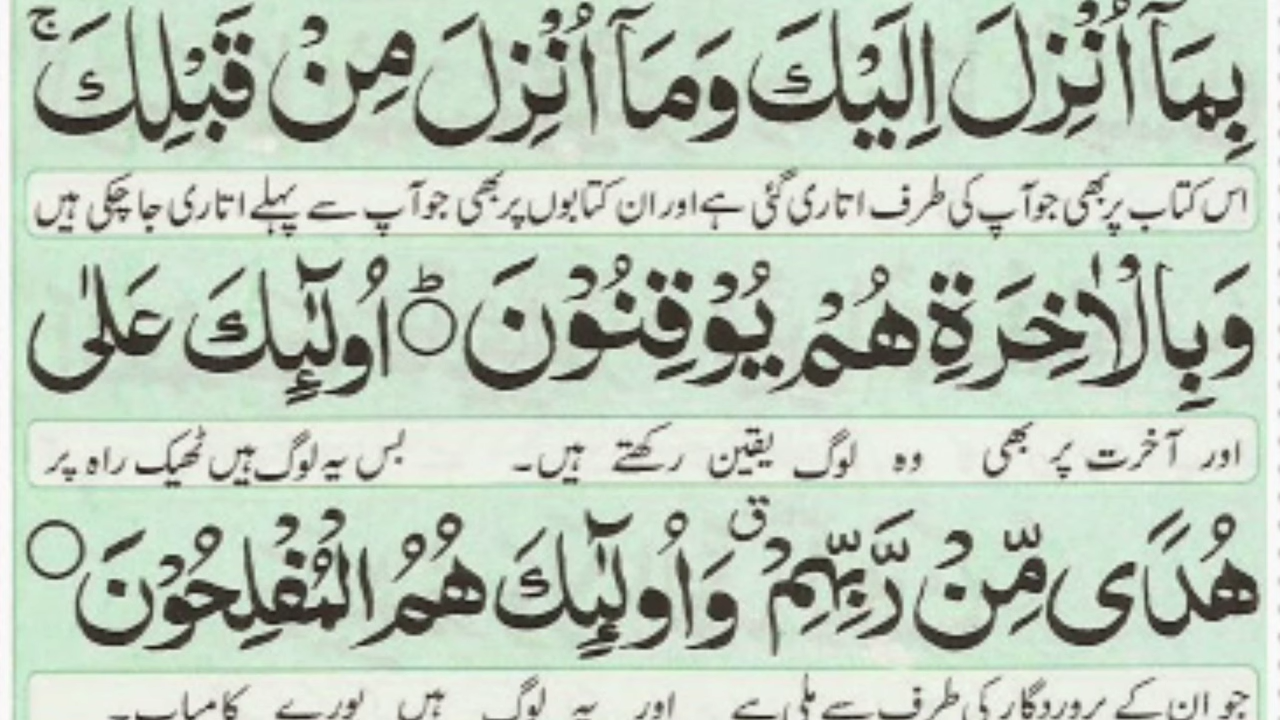 بِمَآ اُنْزِلَ اِلَيْكَ وَمَآ اُنْزِلَ مِنْ قَبْلِكَ ۚ
اس کتاب پر بھی جو آپ کی طرف اتاری گئی ہے اور ان کتابوں پر بھی جو آپ سے پہلے اتاری جا چکی ہیں
وَبِالْاٰخِرَةِ هُمْ يُوْقِنُوْنَ ○ؕ اُولٰٓئِكَ عَلٰى
اور آخرت پر بھی وہ لوگ یقین رکھتے ہیں۔ بس یہ لوگ ہیں ٹھیک راہ پر
هُدًى مِّنْ رَّبِّهِمْ ۗ وَاُولٰٓئِكَ هُمُ الْمُفْلِحُوْنَ ○
جو ان کے پروردگار کی طرف سے ملی ہے اور یہ لوگ ہیں پورے کامیاب۔